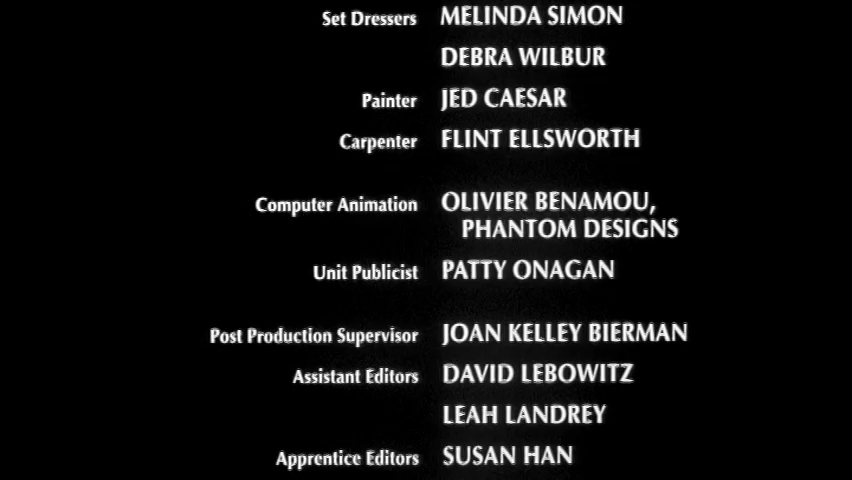 Set Dressers MELINDA SIMON
DEBRA WILBUR
Painter JED CAESAR
Carpenter FLINT ELLSWORTH
Computer Animation OLIVIER BENAMOU,
PHANTOM DESIGNS
Unit Publicist PATTY ONAGAN
Post Production Supervisor JOAN KELLEY BIERMAN
Assistant Editors DAVID LEBOWITZ
LEAH LANDREY
Apprentice Editors SUSAN HAN